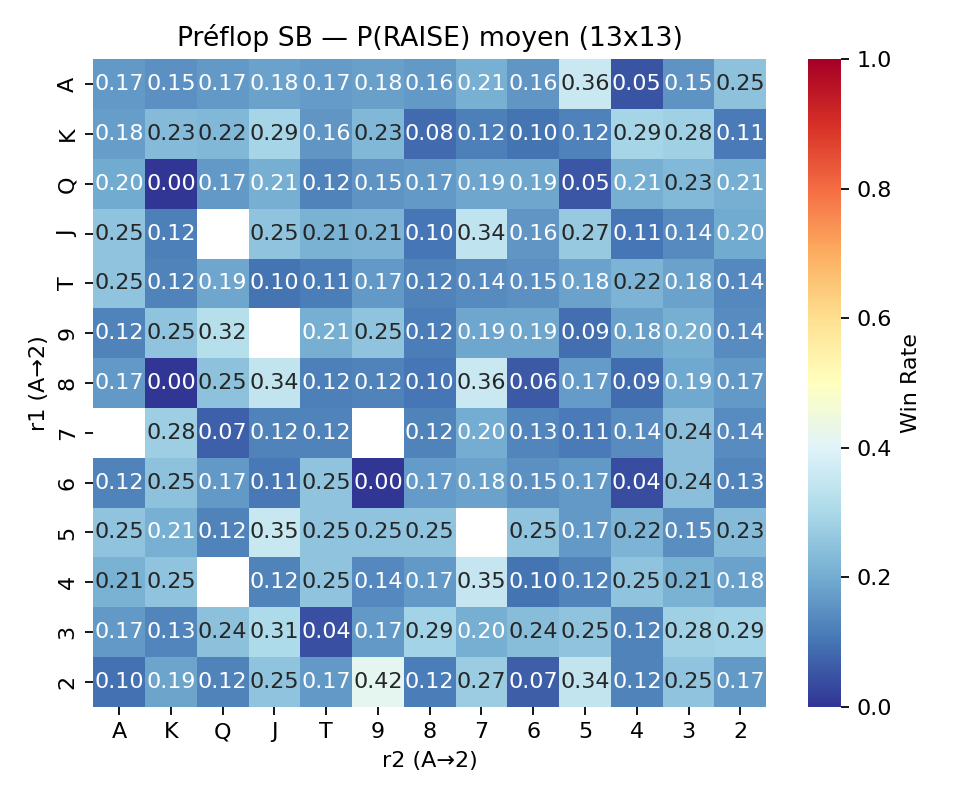 Préflop SB — P(RAISE) moyen (13x13)
A 0.17 0.15 0.17 0.18 0.17 0.18 0.16 0.21 0.16 0.36 0.05 0.15 0.25
K 0.18 0.23 0.22 0.29 0.16 0.23 0.08 0.12 0.10 0.12 0.29 0.28 0.11
Q 0.20 0.00 0.17 0.21 0.12 0.15 0.17 0.19 0.19 0.05 0.21 0.23 0.21
J 0.25 0.12 0.25 0.21 0.21 0.10 0.34 0.16 0.27 0.11 0.14 0.20
T 0.25 0.12 0.19 0.10 0.11 0.17 0.12 0.14 0.15 0.18 0.22 0.18 0.14
9 0.12 0.25 0.32 0.21 0.25 0.12 0.19 0.19 0.09 0.18 0.20 0.14
8 0.17 0.00 0.25 0.34 0.12 0.12 0.10 0.36 0.06 0.17 0.09 0.19 0.17
7 0.28 0.07 0.12 0.12 0.12 0.20 0.13 0.11 0.14 0.24 0.14
6 0.12 0.25 0.17 0.11 0.25 0.00 0.17 0.18 0.15 0.17 0.04 0.24 0.13
5 0.25 0.21 0.12 0.35 0.25 0.25 0.25 0.25 0.17 0.22 0.15 0.23
4 0.21 0.25 0.12 0.25 0.14 0.17 0.35 0.10 0.12 0.25 0.21 0.18
3 0.17 0.13 0.24 0.31 0.04 0.17 0.29 0.20 0.24 0.25 0.12 0.28 0.29
2 0.10 0.19 0.12 0.25 0.17 0.42 0.12 0.27 0.07 0.34 0.12 0.25 0.17
A K Q J T 9 8 7 6 5 4 3 2
r2 (A→2)
r1 (A→2)
1.0
0.8
0.6
0.4
0.2
0.0
Win Rate